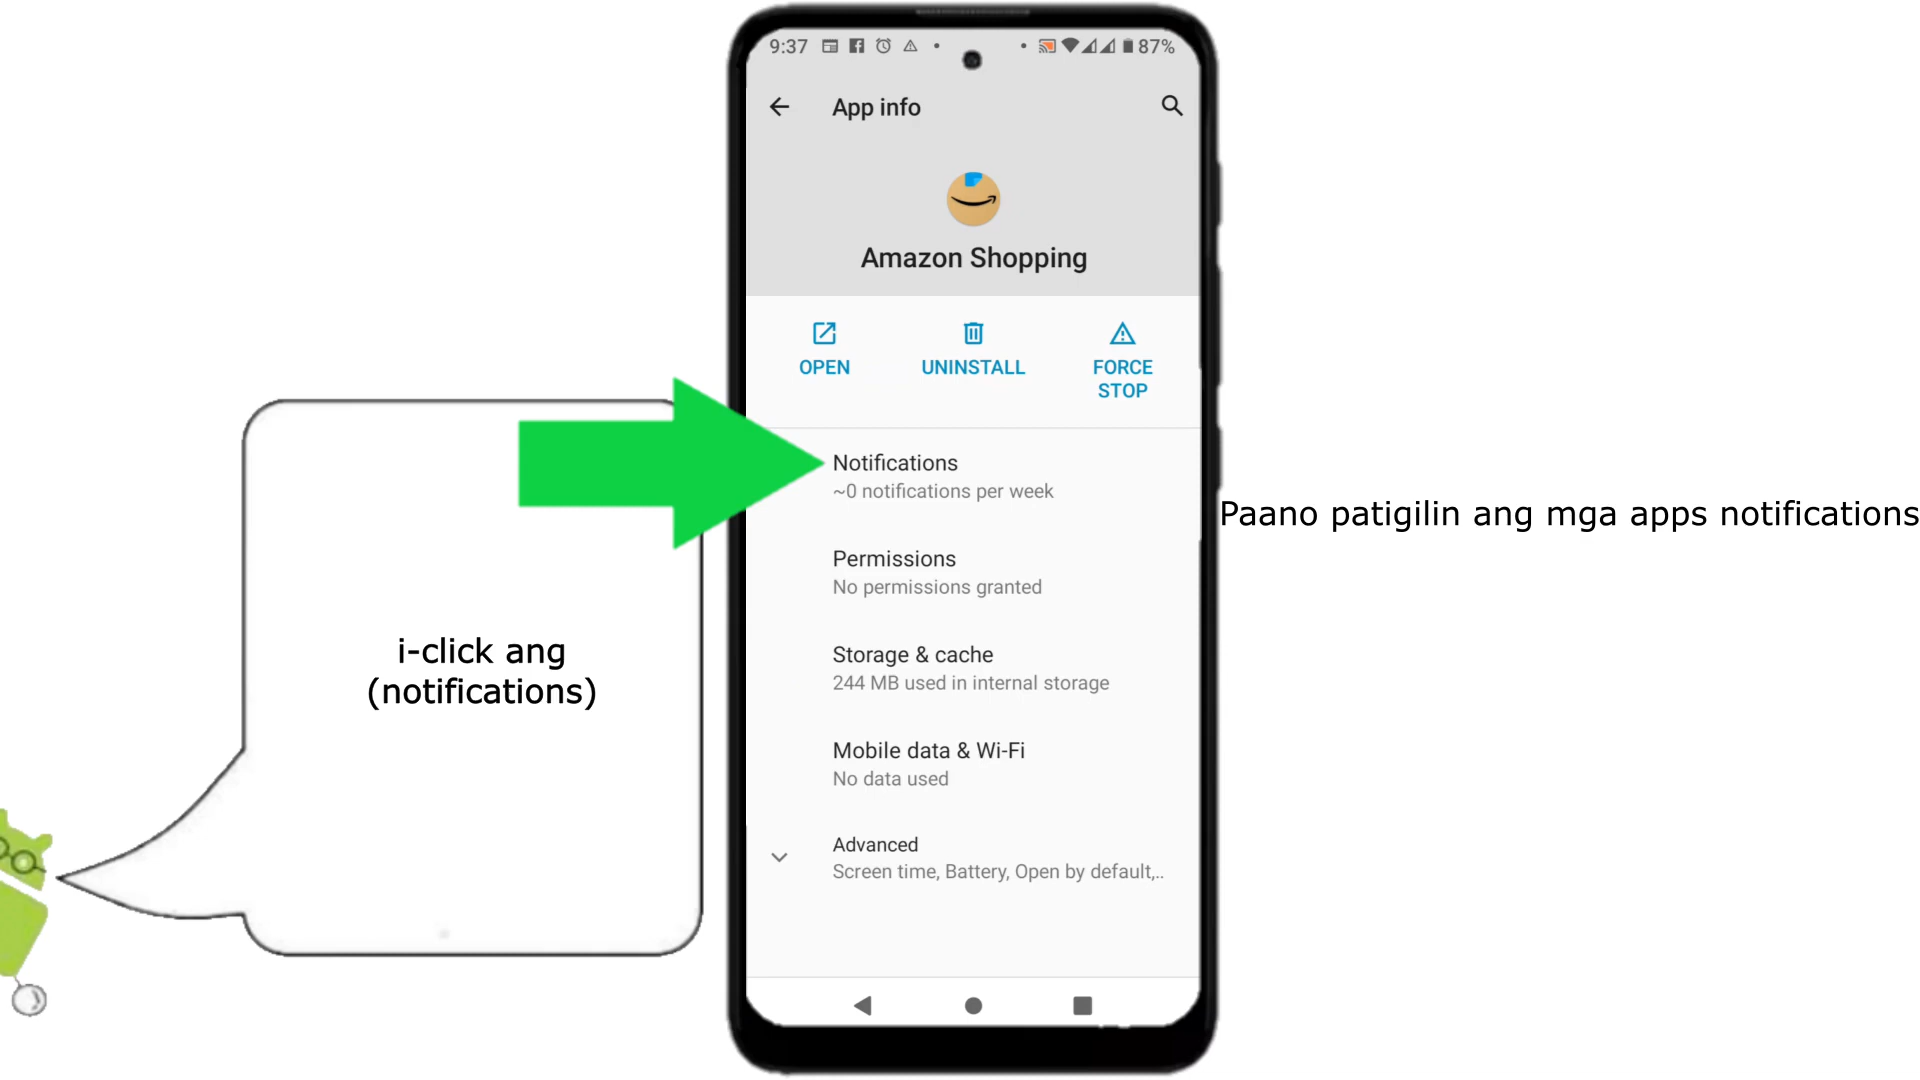 9:37
87%
App info
Amazon Shopping
OPEN
UNINSTALL
FORCE
STOP
Notifications
~0 notifications per week
Permissions
No permissions granted
Storage & cache
244 MB used in internal storage
Mobile data & Wi-Fi
No data used
Advanced
Screen time, Battery, Open by default,..
i-click ang
(notifications)
Paano patigilin ang mga apps notifications